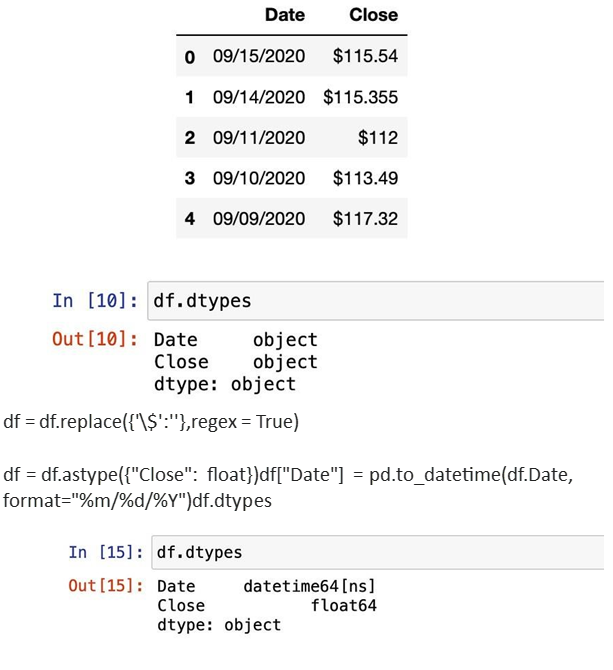 Date Close
0 09/15/2020 $115.54
1 09/14/2020 $115.355
2 09/11/2020 $112
3 09/10/2020 $113.49
4 09/09/2020 $117.32
In [10]: df.dtypes
Out[10]: Date object
Close object
dtype: object
df = df.replace({'\$':''},regex = True)
df = df.astype({"Close": float})df["Date"] = pd.to_datetime(df.Date,
format="%m/%d/%Y")df.dtypes
In [15]: df.dtypes
Out[15]: Date datetime64[ns]
Close float64
dtype: object